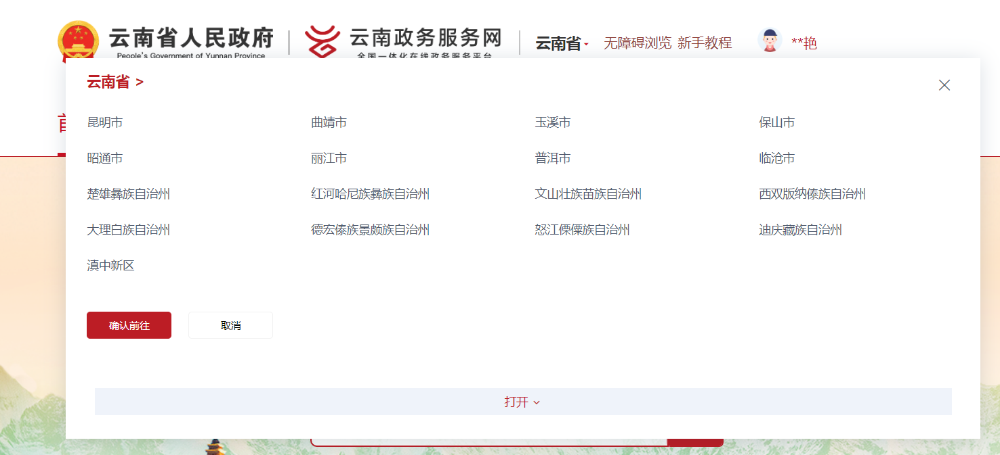 云南省人民政府 云南政务服务网 云南省 无障碍浏览 新手教程 **艳
People's Government of Yunnan Province 全国一体化在线政务服务平台
云南省 >
昆明市 曲靖市 玉溪市 保山市
昭通市 丽江市 普洱市 临沧市
楚雄彝族自治州 红河哈尼族彝族自治州 文山壮族苗族自治州 西双版纳傣族自治州
大理白族自治州 德宏傣族景颇族自治州 怒江傈僳族自治州 迪庆藏族自治州
滇中新区
确认前往 取消
打开